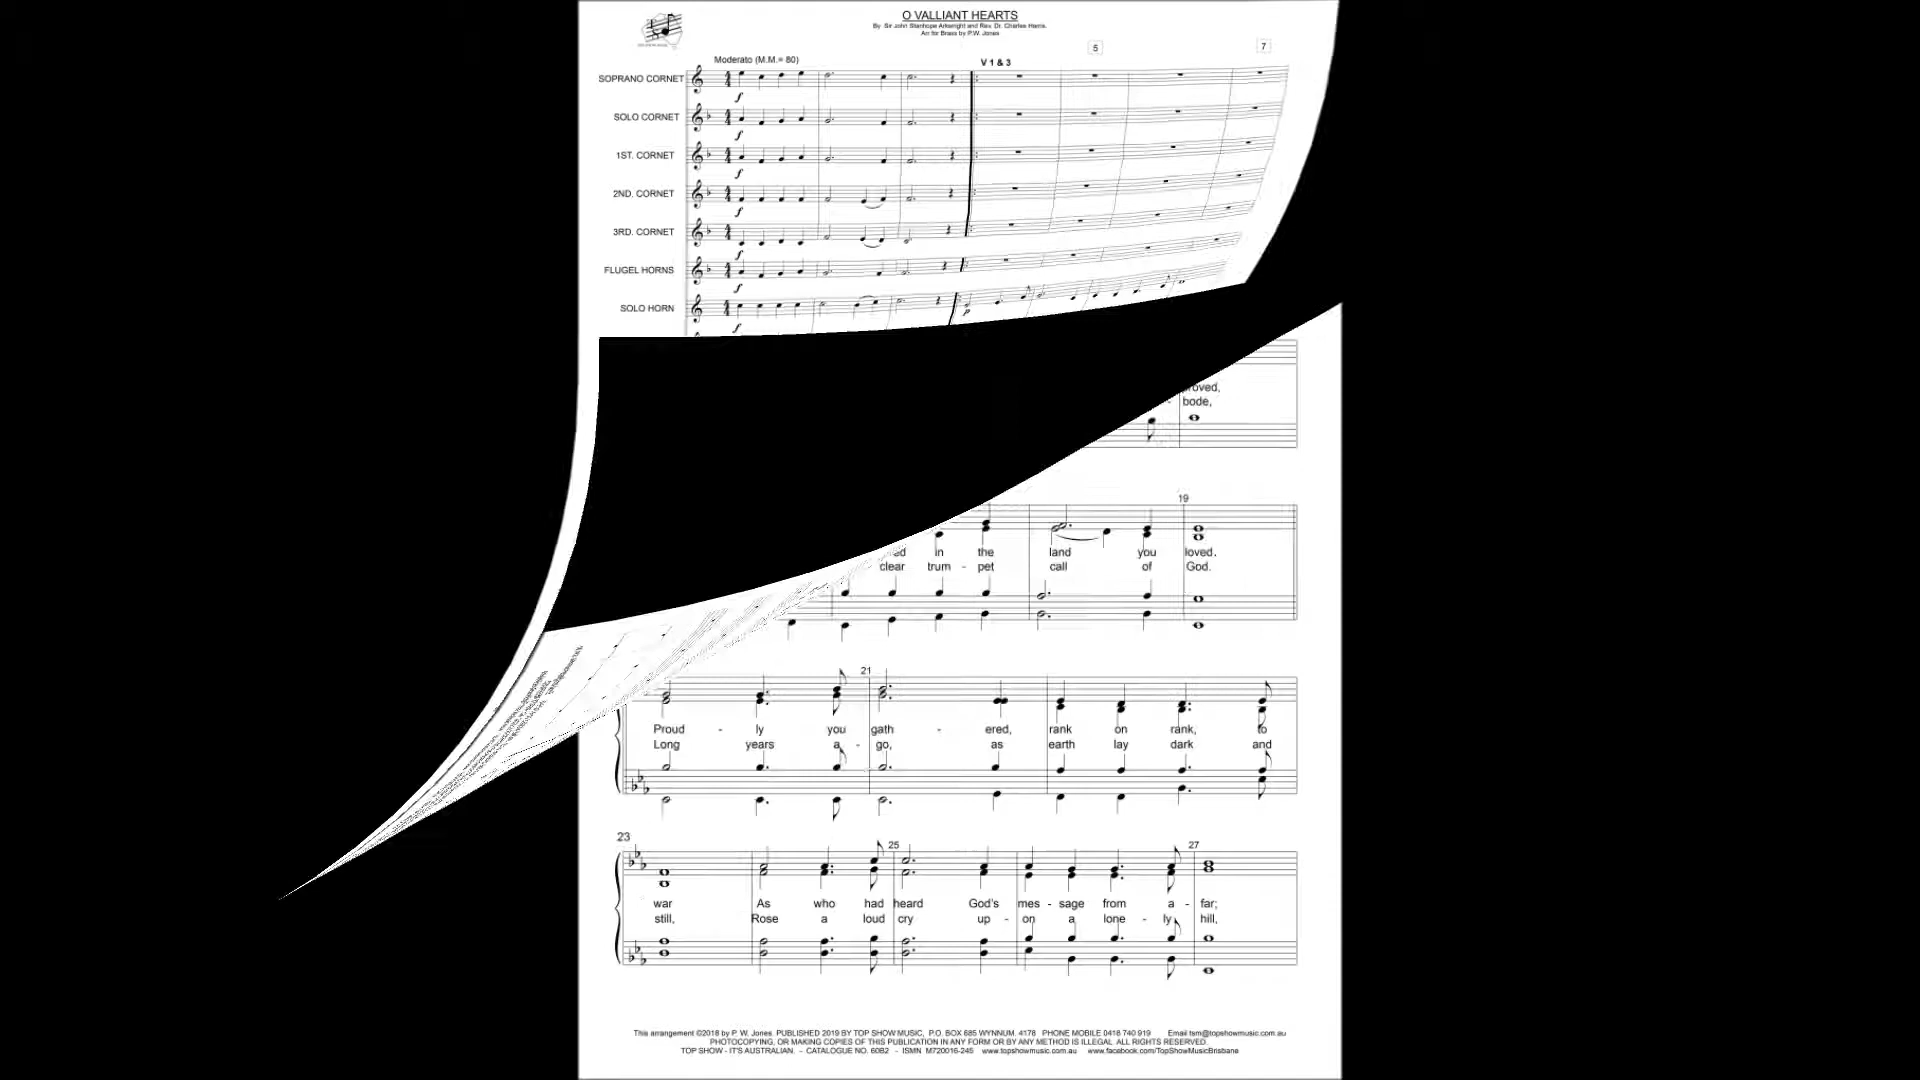 O VALLIANT HEARTS
By Sir John Stanhope Arkwright and Rev. Dr. Charles Harris.
Arr for Brass by P.W. Jones
5
7
Moderato (M.M.= 80)
V 1 & 3
SOPRANO CORNET
f
SOLO CORNET
f
1ST. CORNET
f
2ND. CORNET
f
3RD. CORNET
f
FLUGEL HORNS
f
SOLO HORN
f
p
- bode,
19
in the land you loved.
clear trum - pet call of God.
21
Proud - ly you gath - ered, rank on rank, to
Long years a - go, as earth lay dark and
23
25
27
war As who had heard God's mes - sage from a - far;
still, Rose a loud cry up - on a lone - ly hill,
This arrangement ©2018 by P. W. Jones. PUBLISHED 2019 BY TOP SHOW MUSIC, P.O. BOX 685 WYNNUM. 4178 PHONE MOBILE 0418 740 919 Email tsm@topshowmusic.com.au
PHOTOCOPYING, OR MAKING COPIES OF THIS PUBLICATION IN ANY FORM OR BY ANY METHOD IS ILLEGAL ALL RIGHTS RESERVED.
TOP SHOW - IT'S AUSTRALIAN. - CATALOGUE NO. 60B2 - ISMN M720016-245 www.topshowmusic.com.au www.facebook.com/TopShowMusicBrisbane